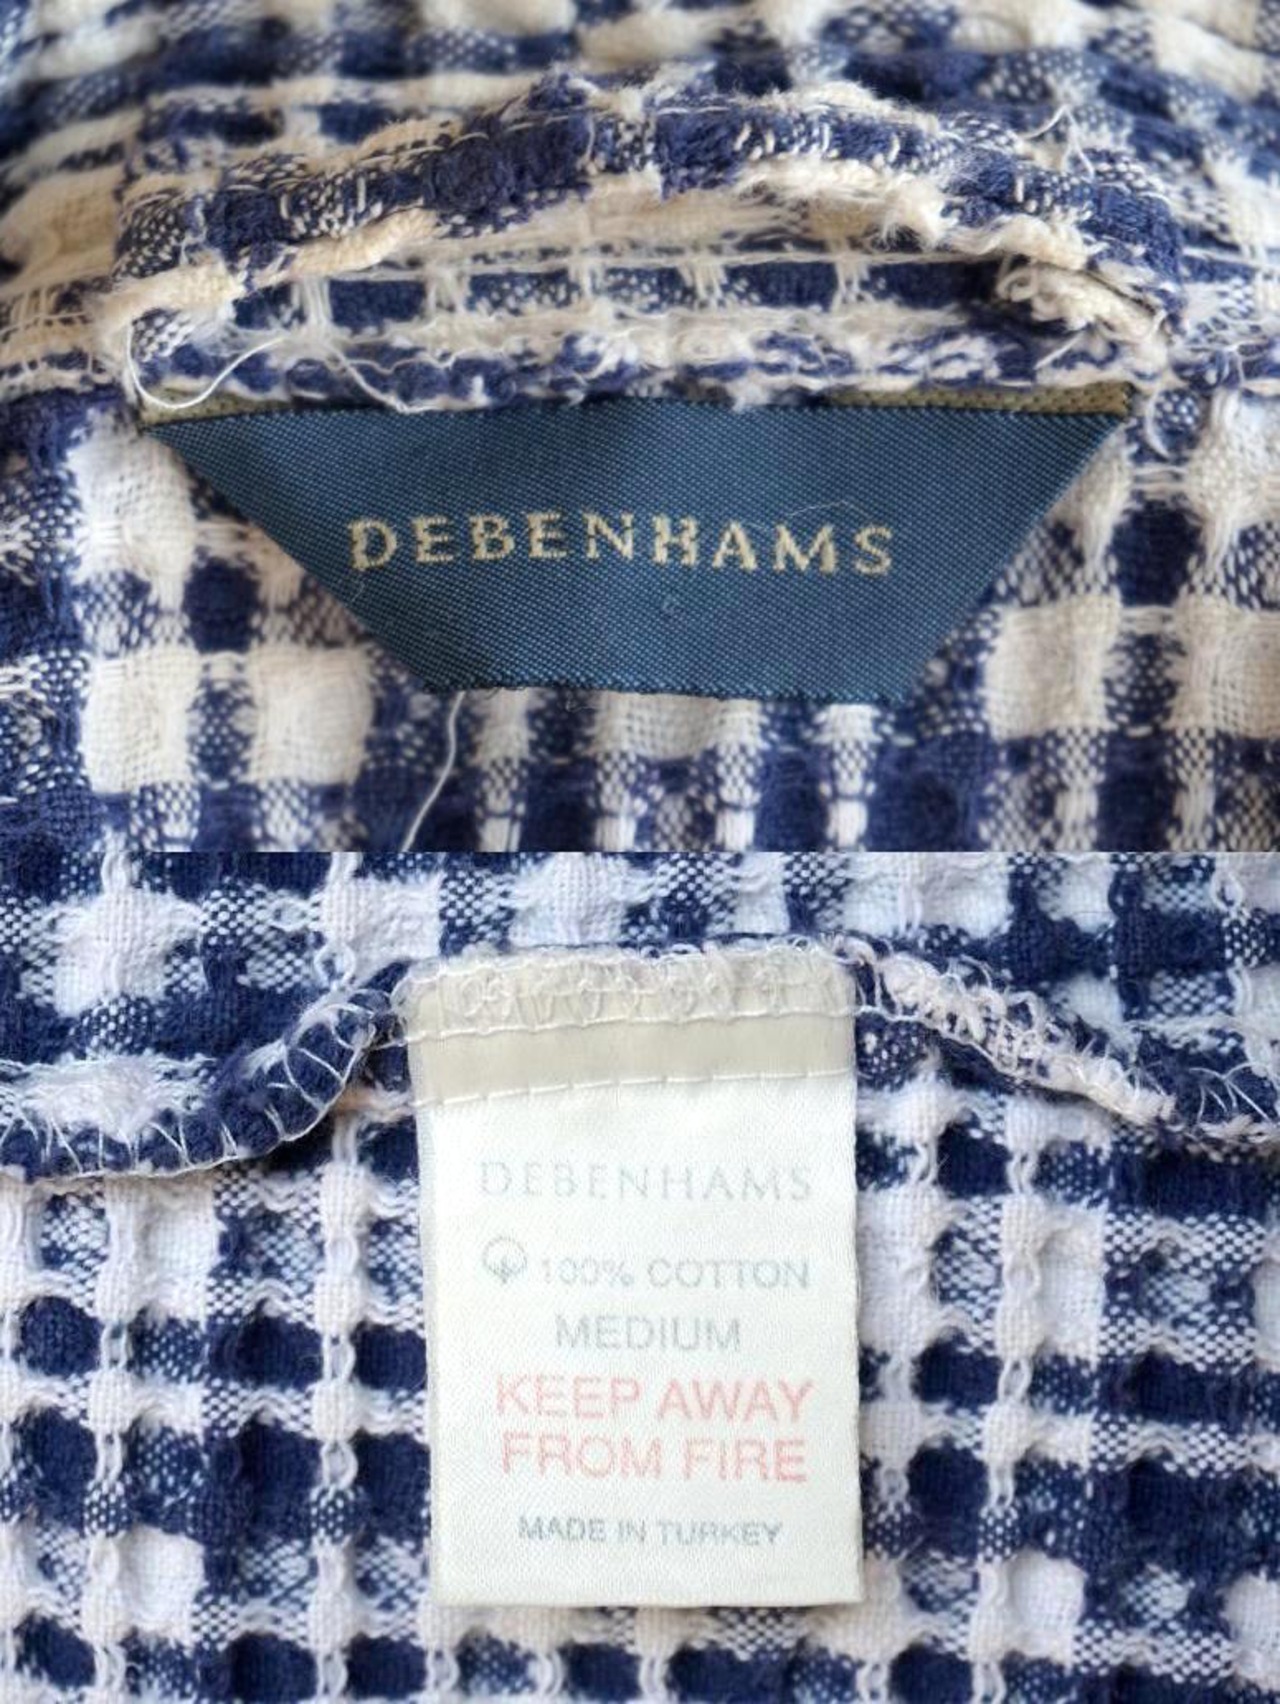 DEBENHAMS
DEBENHAMS
100% COTTON
MEDIUM
KEEP AWAY
FROM FIRE
MADE IN TURKEY